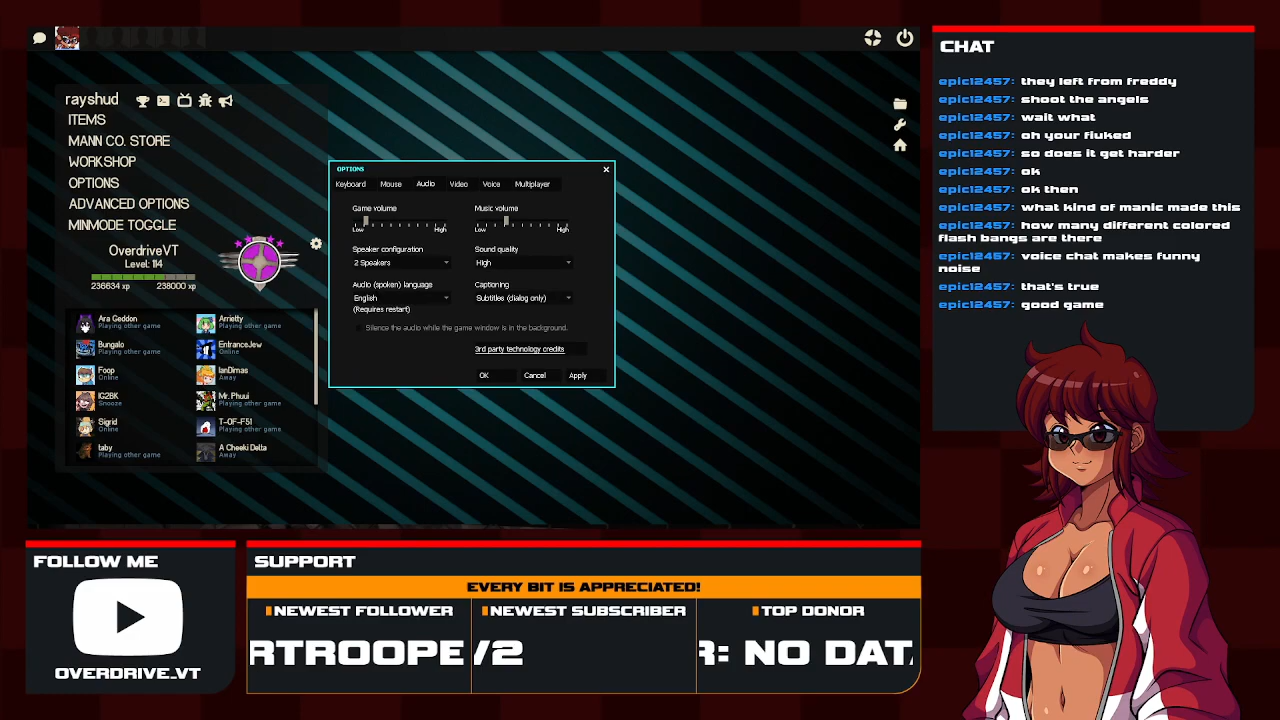 rayshud
ITEMS
MANN CO. STORE
WORKSHOP
OPTIONS
ADVANCED OPTIONS
MINMODE TOGGLE
OverdriveVT
Level: 114
236634 xp
238000 xp
Ara Geddon
Playing other game
Arrietty
Playing other game
Bungalo
Playing other game
EntranceJew
Online
Foop
Online
IanDimas
Away
IG2BK
Snooze
Mr. Phuui
Playing other game
Sigrid
Playing other game
T-OF-F51
Playing other game
taby
Playing other game
A Cheeki Delta
Away
OPTIONS
Keyboard
Mouse
Audio
Video
Voice
Multiplayer
Game volume
Low
High
Music volume
Low
High
Speaker configuration
2 Speakers
Sound quality
High
Audio (spoken) language
English
(Requires restart)
Captioning
Subtitles (dialog only)
Silence the audio while the game window is in the background.
3rd party technology credits
OK
Cancel
Apply
CHAT
epic12457: they left from freddy
epic12457: shoot the angels
epic12457: wait what
epic12457: oh your fluked
epic12457: so does it get harder
epic12457: ok
epic12457: ok then
epic12457: what kind of manic made this
epic12457: how many different colored
flash bangs are there
epic12457: voice chat makes funny
noise
epic12457: that's true
epic12457: good game
FOLLOW ME
OVERDRIVE_VT
SUPPORT
EVERY BIT IS APPRECIATED!
NEWEST FOLLOWER
RTROOPE
NEWEST SUBSCRIBER
/2
TOP DONOR
R: NO DATA